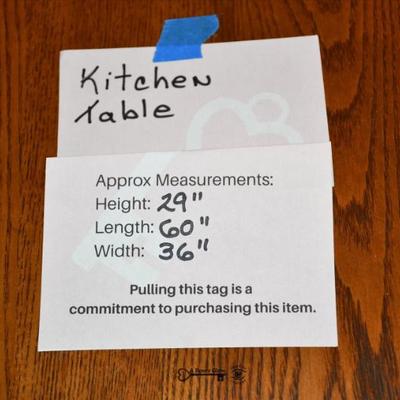 Kitchen
Table
Approx Measurements:
Height: 29"
Length: 60"
Width: 36"
Pulling this tag is a
commitment to purchasing this item.